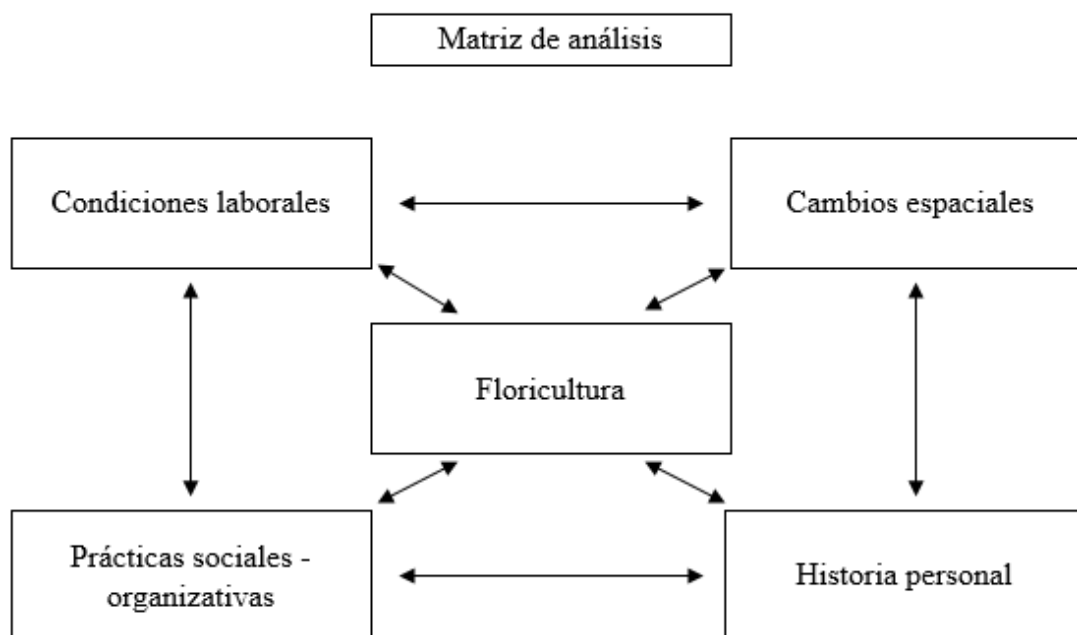 Matriz de análisis
Condiciones laborales
Cambios espaciales
Floricultura
Prácticas sociales -
organizativas
Historia personal